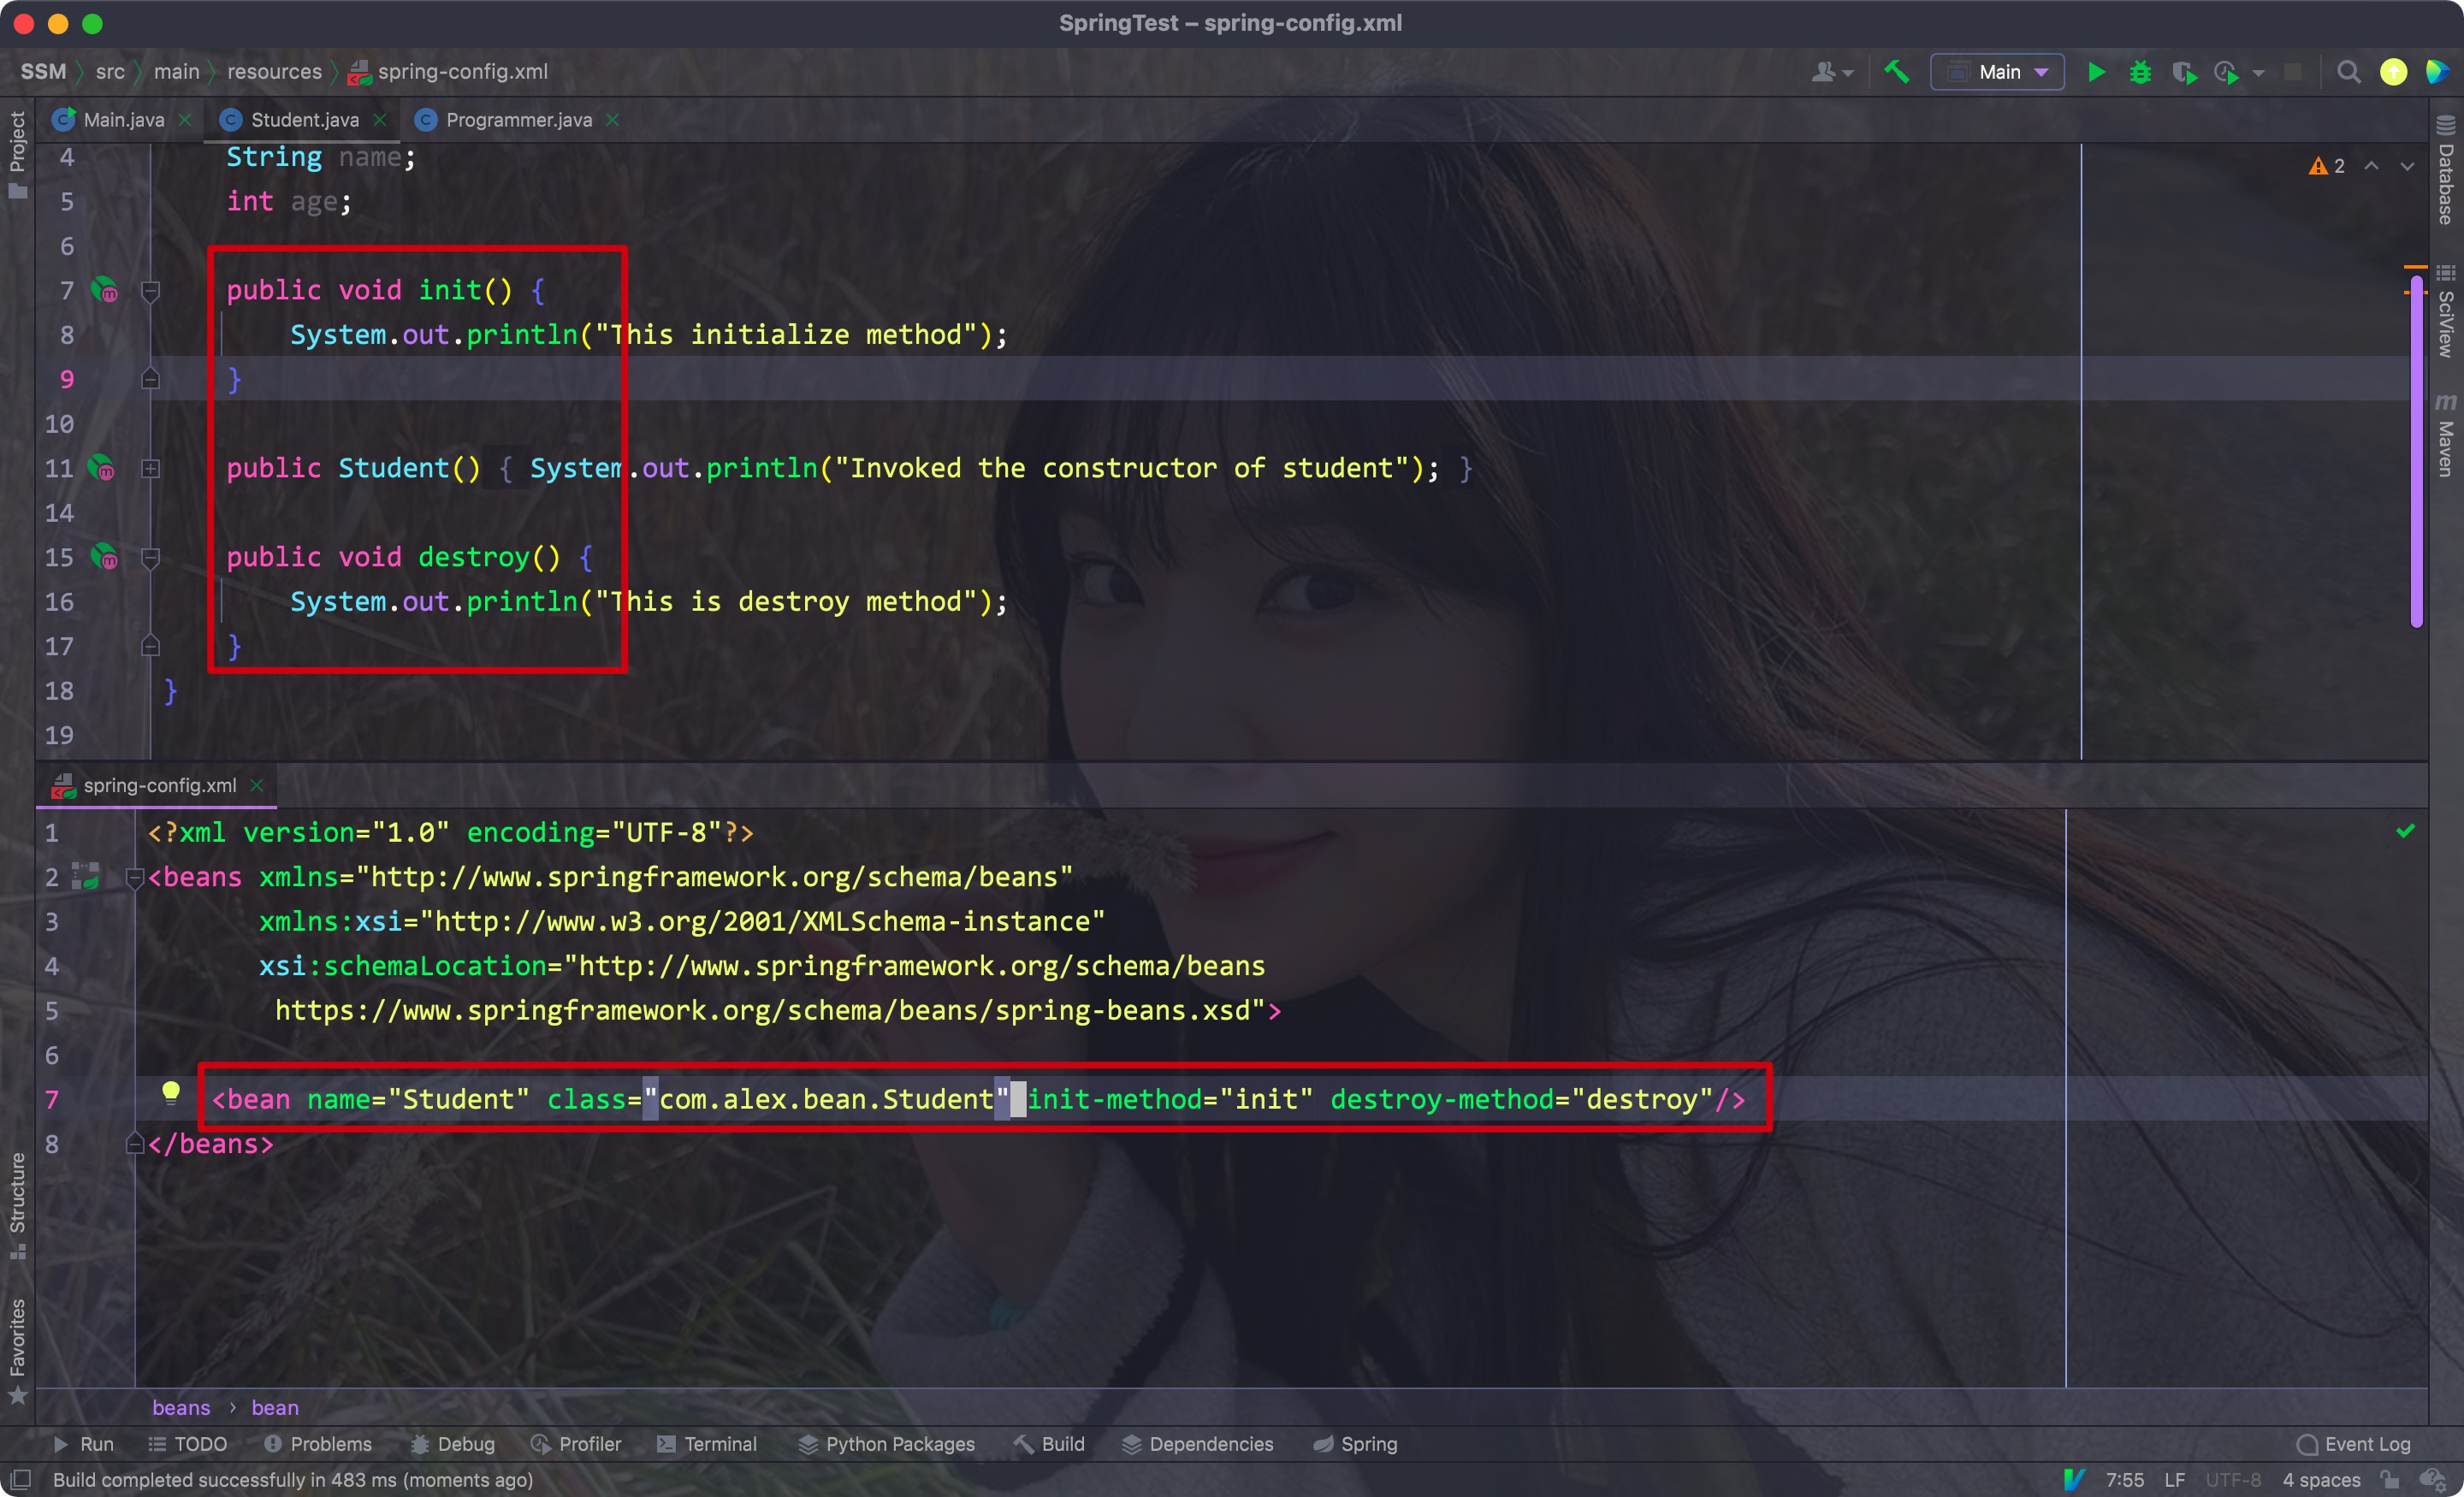 SpringTest – spring-config.xml
SSM src main resources spring-config.xml
Main
Project
Main.java
Student.java
Programmer.java
4 String name;
5 int age;
6
7 public void init() {
8 System.out.println("This initialize method");
9 }
10
11 public Student() { System.out.println("Invoked the constructor of student"); }
14
15 public void destroy() {
16 System.out.println("This is destroy method");
17 }
18 }
19
2
Database
SciView
Maven
spring-config.xml
1 <?xml version="1.0" encoding="UTF-8"?>
2 <beans xmlns="http://www.springframework.org/schema/beans"
3 xmlns:xsi="http://www.w3.org/2001/XMLSchema-instance"
4 xsi:schemaLocation="http://www.springframework.org/schema/beans
5 https://www.springframework.org/schema/beans/spring-beans.xsd">
6
7 <bean name="Student" class="com.alex.bean.Student" init-method="init" destroy-method="destroy"/>
8 </beans>
Structure
Favorites
beans › bean
Run TODO Problems Debug Profiler Terminal Python Packages Build Dependencies Spring Event Log
Build completed successfully in 483 ms (moments ago) 7:55 LF UTF-8 4 spaces